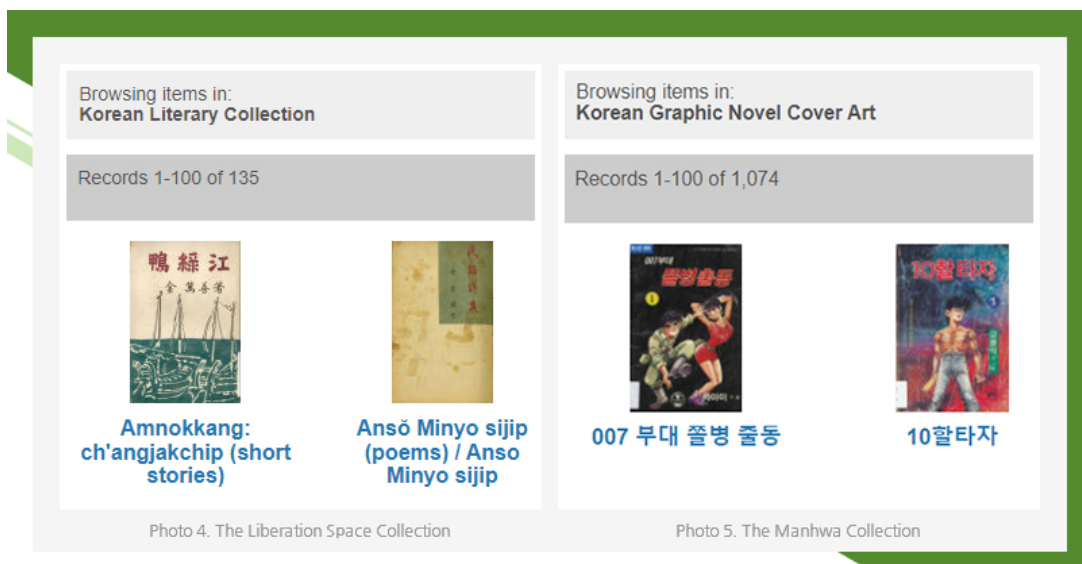 Browsing items in:
Korean Literary Collection
Records 1-100 of 135
鴨綠江
金萬善著
Amnokkang:
ch'angjakchip (short
stories)
Ansŏ Minyo sijip
(poems) / Anso
Minyo sijip
Photo 4. The Liberation Space Collection
Browsing items in:
Korean Graphic Novel Cover Art
Records 1-100 of 1,074
007부대
쫄병출동
1
007 부대 쫄병 줄동
10할타자
1
10할타자
Photo 5. The Manhwa Collection